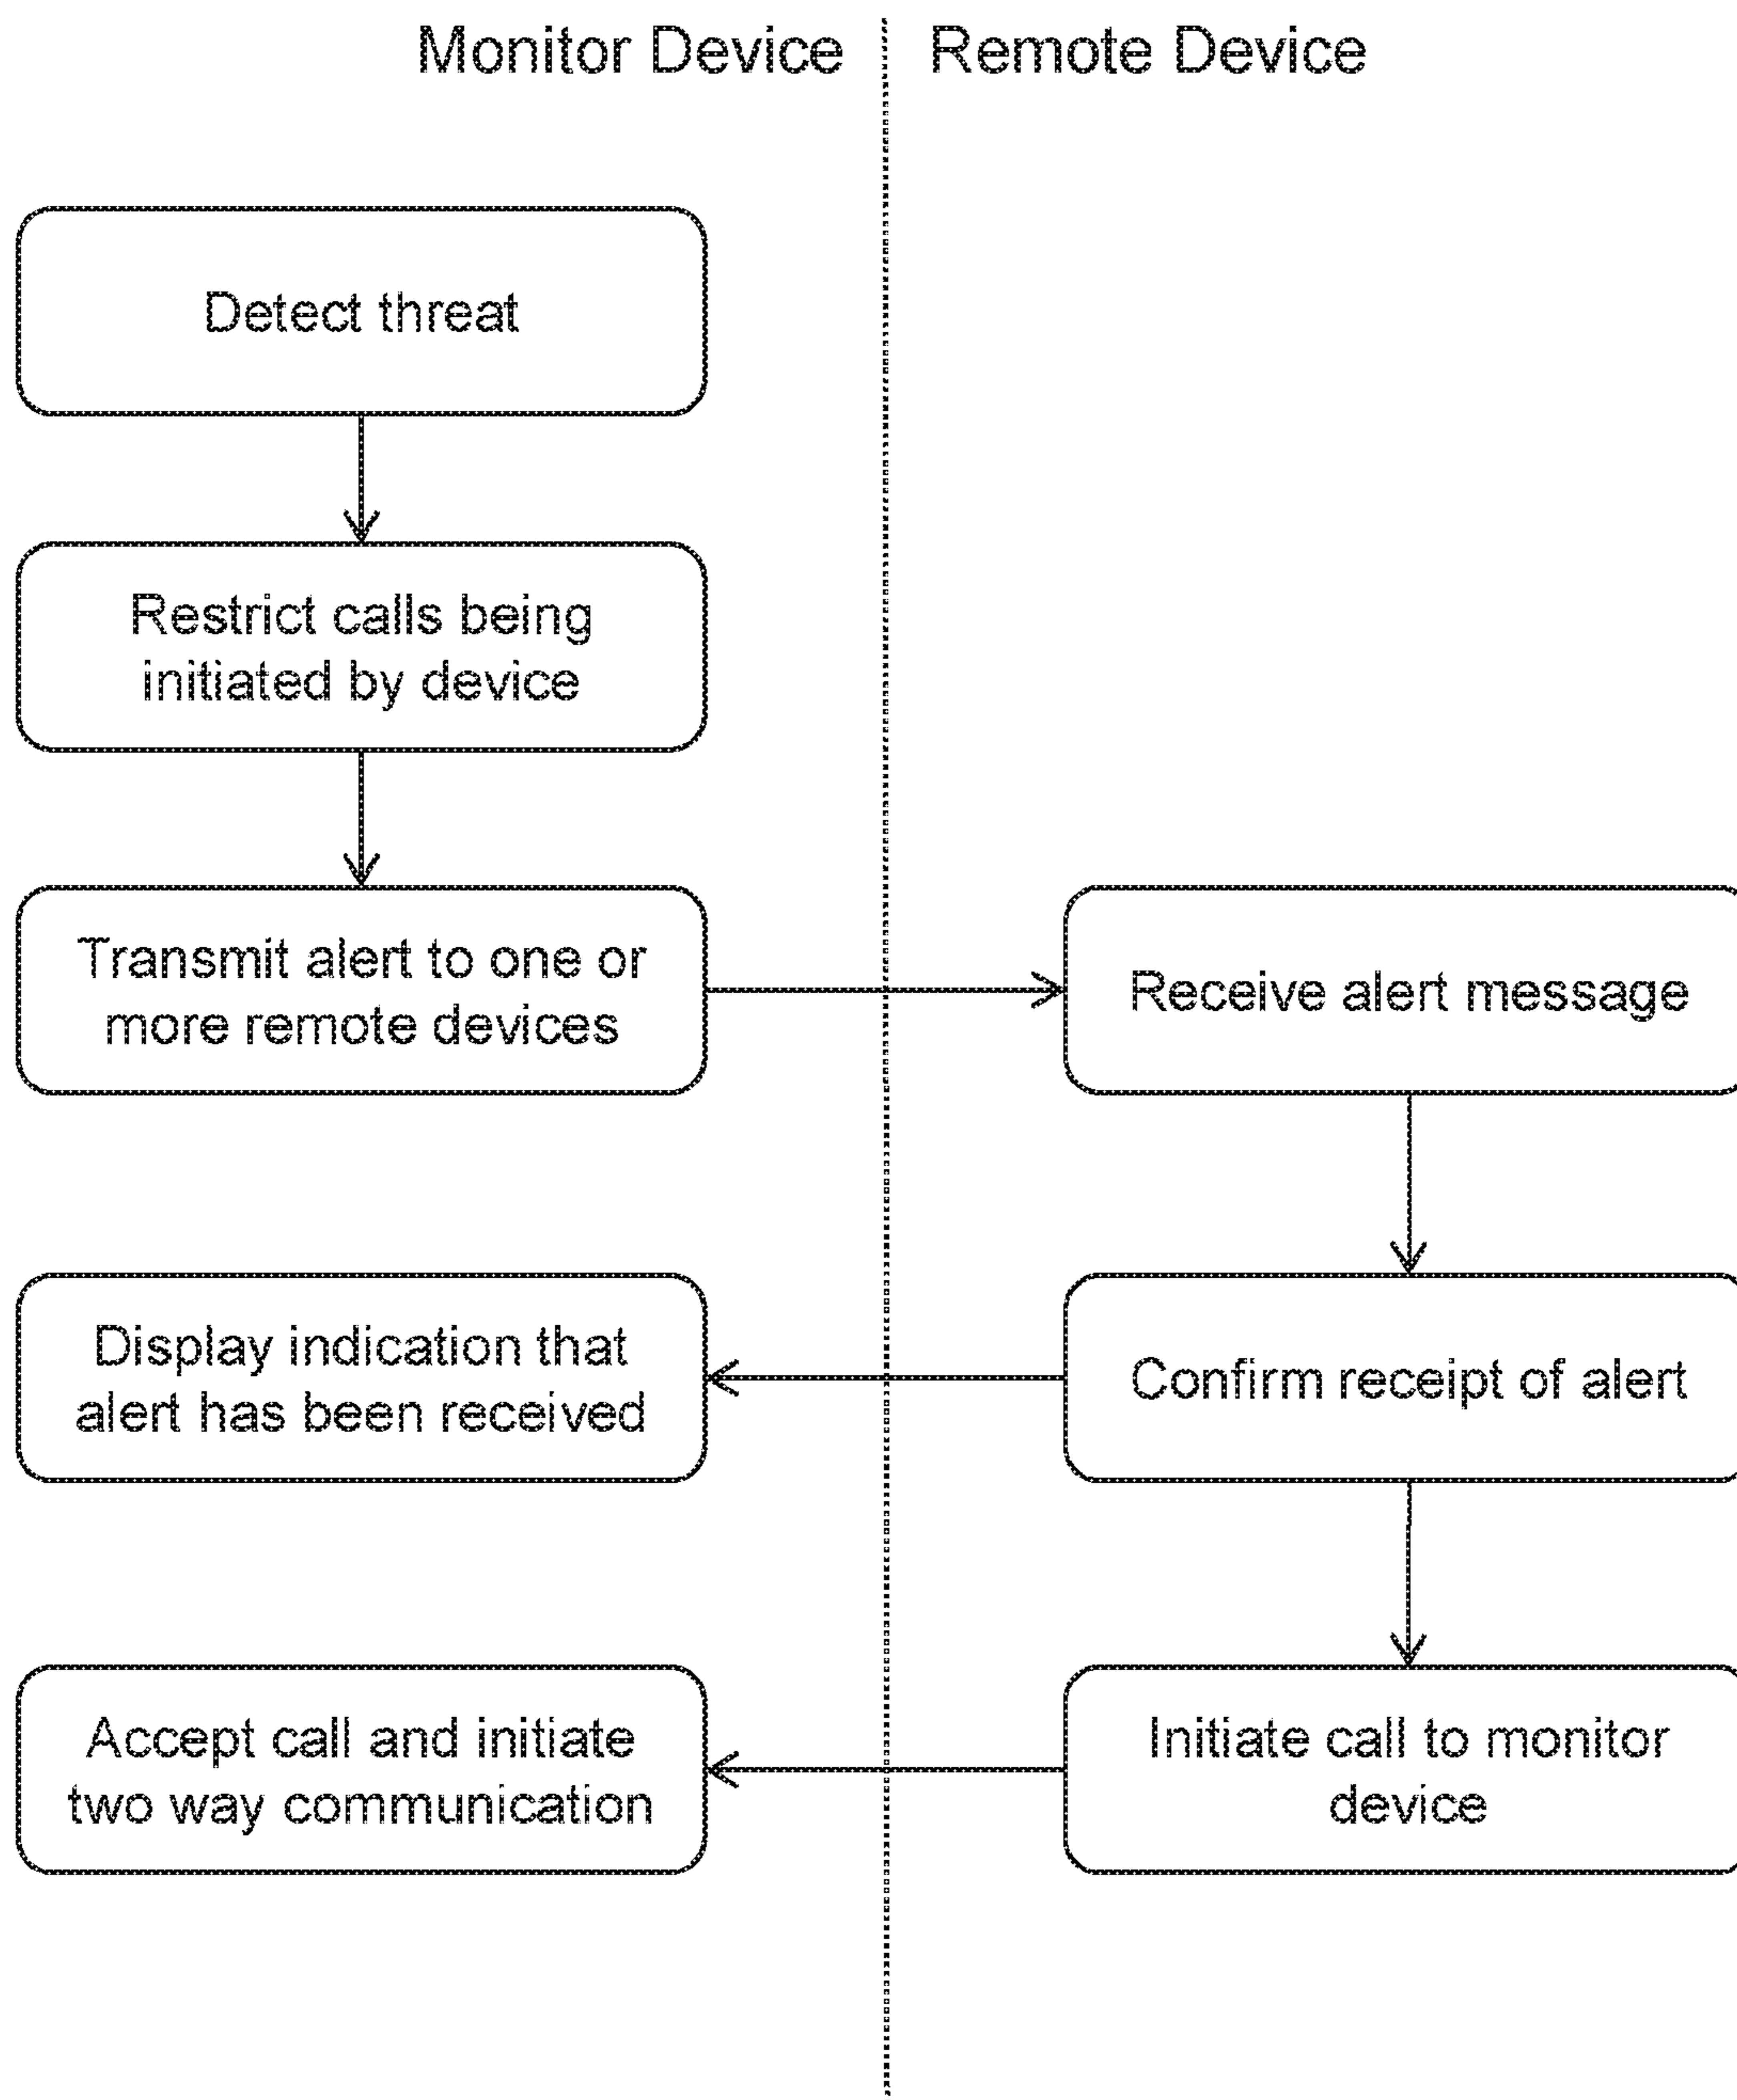 Monitor Device
Remote Device
Detect threat
Restrict calls being
initiated by device
Transmit alert to one or
more remote devices
Receive alert message
Display indication that
alert has been received
Confirm receipt of alert
Accept call and initiate
two way communication
Initiate call to monitor
device